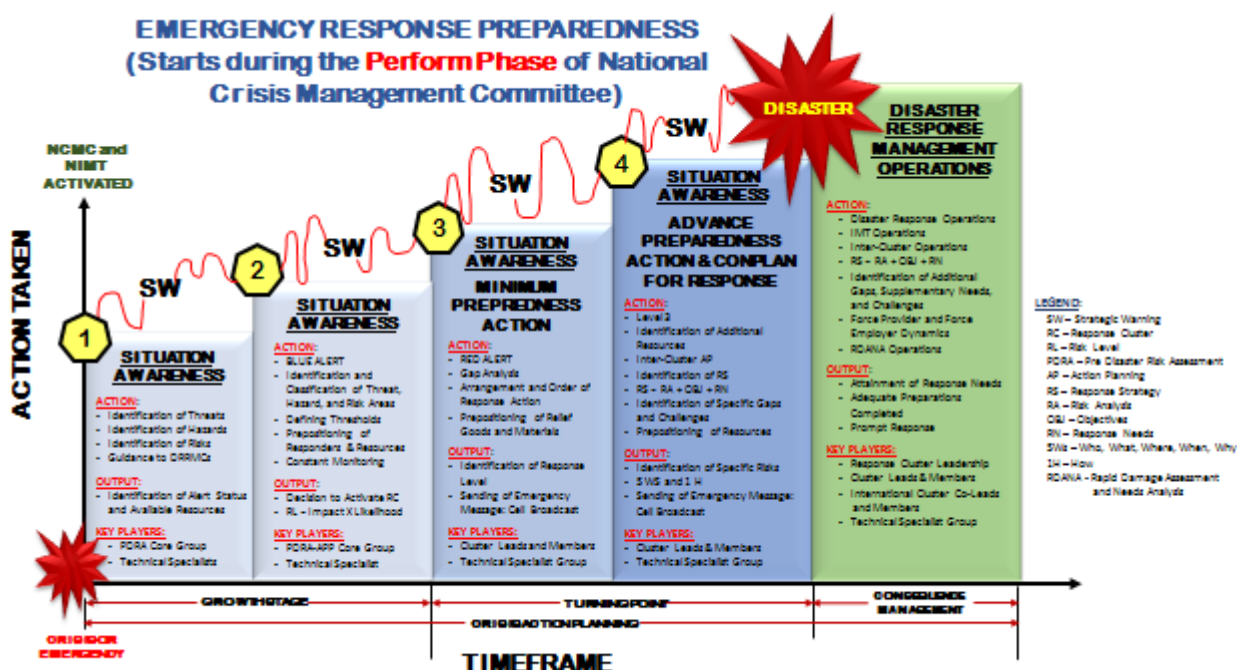 EMERGENCY RESPONSE PREPAREDNESS
(Starts during the Perform Phase of National
Crisis Management Committee)
NCMC and
NIMT
ACTIVATED
ACTION TAKEN
1
SW
2
SW
3
SW
4
SW
DISASTER
SITUATION
AWARENESS
ACTION:
- Identification of Threats
- Identification of Hazards
- Identification of Risks
- Guidance to DRRMCs
OUTPUT:
- Identification of Alert Status
and Available Resources
KEY PLAYERS:
- PDRA Core Group
- Technical Specialists
SITUATION
AWARENESS
ACTION:
- BLUE ALERT
- Identification and
Classification of Threat,
Hazard, and Risk Areas
- Defining Thresholds
- Prepositioning of
Responders & Resources
- Constant Monitoring
OUTPUT:
- Decision to Activate RC
- RL – Impact X Likelihood
KEY PLAYERS:
- PDRA-APP Core Group
- Technical Specialist
SITUATION
AWARENESS
MINIMUM
PREPREDNESS
ACTION
ACTION:
- RED ALERT
- Gap Analysis
- Arrangement and Order of
Response Action
- Prepositioning of Relief
Goods and Materials
OUTPUT:
- Identification of Response
Level
- Sending of Emergency
Message: Cell Broadcast
KEY PLAYERS:
- Cluster Leads and Members
- Technical Specialist Group
SITUATION
AWARENESS
ADVANCE
PREPAREDNESS
ACTION & CONPLAN
FOR RESPONSE
ACTION:
- Level 3
- Identification of Additional
Resources
- Inter-Cluster AP
- Identification of RS
- RS – RA + OBJ + RN
- Identification of Specific Gaps
and Challenges
- Prepositioning of Resources
OUTPUT:
- Identification of Specific Risks
- 5 WS and 1 H
- Sending of Emergency Message:
Cell Broadcast
KEY PLAYERS:
- Cluster Leads & Members
- Technical Specialist Group
DISASTER
RESPONSE
MANAGEMENT
OPERATIONS
ACTION:
- Disaster Response Operations
- IMT Operations
- Inter-Cluster Operations
- RS – RA + OBJ + RN
- Identification of Additional
Gaps, Supplementary Needs,
and Challenges
- Force Provider and Force
Employer Dynamics
- RDANA Operations
OUTPUT:
- Attainment of Response Needs
- Adequate Preparations
Completed
- Prompt Response
KEY PLAYERS:
- Response Cluster Leadership
- Cluster Leads & Members
- International Cluster Co-Leads
and Members
- Technical Specialist Group
LEGEND:
SW – Strategic Warning
RC – Response Cluster
RL – Risk Level
PDRA – Pre Disaster Risk Assessment
AP – Action Planning
RS – Response Strategy
RA – Risk Analysis
OBJ – Objectives
RN – Response Needs
5Ws – Who, What, Where, When, Why
1H – How
RDANA - Rapid Damage Assessment
and Needs Analysis
GROWTH STAGE
TURNING POINT
CONSEQUENCE
MANAGEMENT
CRISIS ACTION PLANNING
CRISIS OR
EMERGENCY
TIMEFRAME